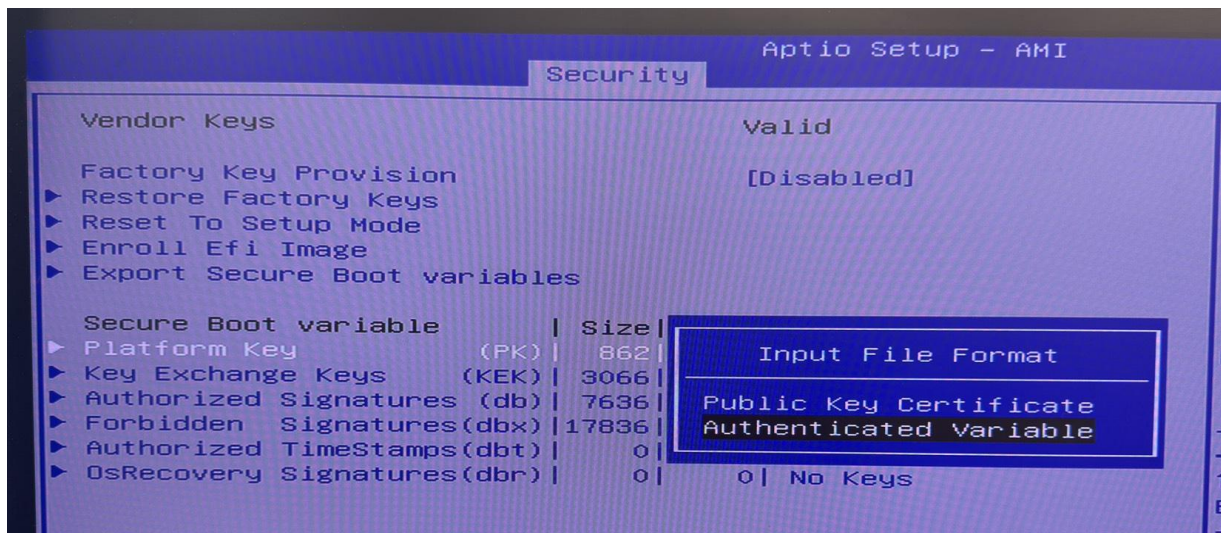 Aptio Setup - AMI
Security
Vendor Keys Valid
Factory Key Provision [Disabled]
► Restore Factory Keys
► Reset To Setup Mode
► Enroll Efi Image
► Export Secure Boot variables
Secure Boot variable | Size|
► Platform Key (PK)| 862|
► Key Exchange Keys (KEK)| 3066|
► Authorized Signatures (db)| 7636|
► Forbidden Signatures(dbx)|17836|
► Authorized TimeStamps(dbt)| 0|
► OsRecovery Signatures(dbr)| 0| 0| No Keys
Input File Format
Public Key Certificate
Authenticated Variable